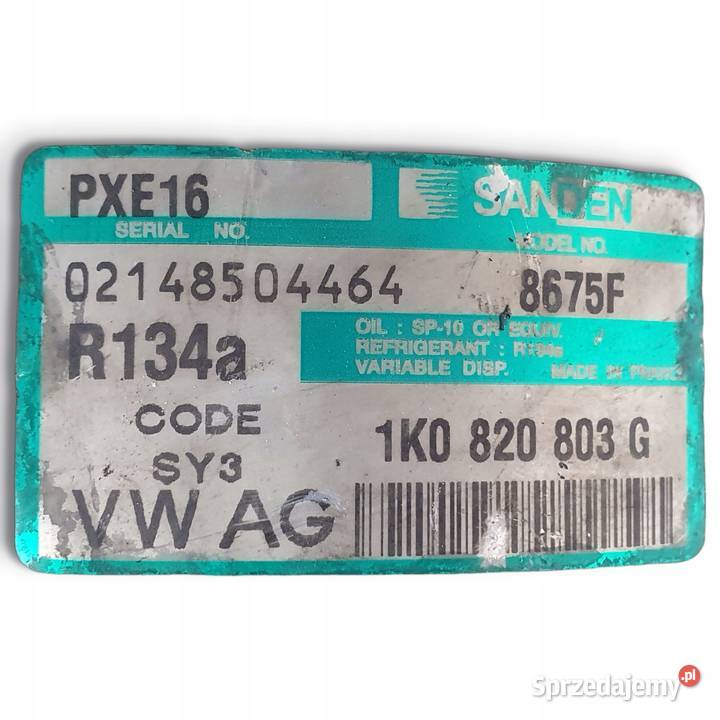 PXE16
SANDEN
SERIAL NO.
MODEL NO.
02148504464
8675F
R134a
OIL : SP-10 OR EQUIV.
REFRIGERANT : R134a
VARIABLE DISP. MADE IN FRANCE
CODE
1K0 820 803 G
SY3
VW AG
Sprzedajemy.pl